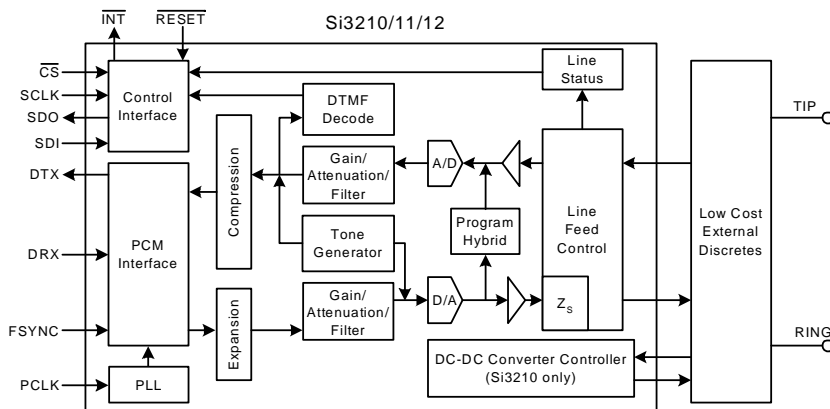 INT
RESET
Si3210/11/12
CS
SCLK
SDO
SDI
DTX
DRX
FSYNC
PCLK
Control
Interface
PCM
Interface
PLL
Compression
Expansion
DTMF
Decode
Gain/
Attenuation/
Filter
Tone
Generator
Gain/
Attenuation/
Filter
A/D
Program
Hybrid
D/A
Line
Status
Line
Feed
Control
ZS
DC-DC Converter Controller
(Si3210 only)
Low Cost
External
Discretes
TIP
RING